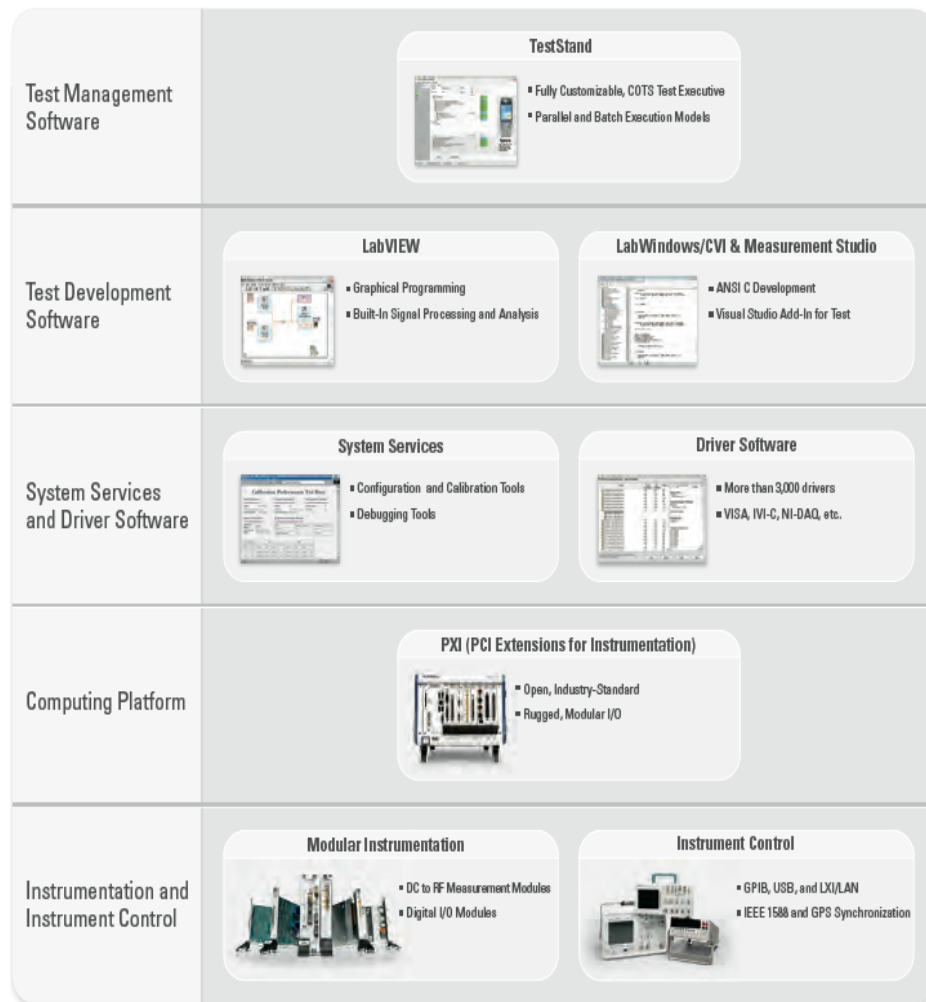 TestStand
Test Management
Software
▪ Fully Customizable, COTS Test Executive
▪ Parallel and Batch Execution Models
Test Development
Software
LabVIEW
▪ Graphical Programming
▪ Built-In Signal Processing and Analysis
LabWindows/CVI & Measurement Studio
▪ ANSI C Development
▪ Visual Studio Add-In for Test
System Services
and Driver Software
System Services
Calibration Performance Test Show
▪ Configuration and Calibration Tools
▪ Debugging Tools
Driver Software
▪ More than 3,000 drivers
▪ VISA, IVI-C, NI-DAQ, etc.
Computing Platform
PXI (PCI Extensions for Instrumentation)
▪ Open, Industry-Standard
▪ Rugged, Modular I/O
Instrumentation and
Instrument Control
Modular Instrumentation
▪ DC to RF Measurement Modules
▪ Digital I/O Modules
Instrument Control
▪ GPIB, USB, and LXI/LAN
▪ IEEE 1588 and GPS Synchronization